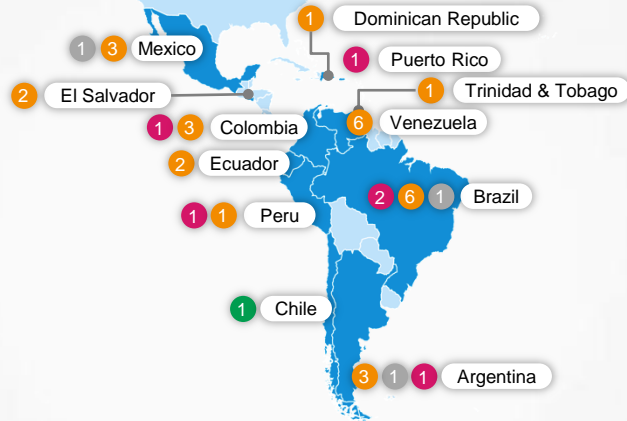 1 Dominican Republic
1 3 Mexico
1 Puerto Rico
2 El Salvador
1 Trinidad & Tobago
1 3 Colombia
6 Venezuela
2 Ecuador
2 6 1 Brazil
1 1 Peru
1 Chile
3 1 1 Argentina